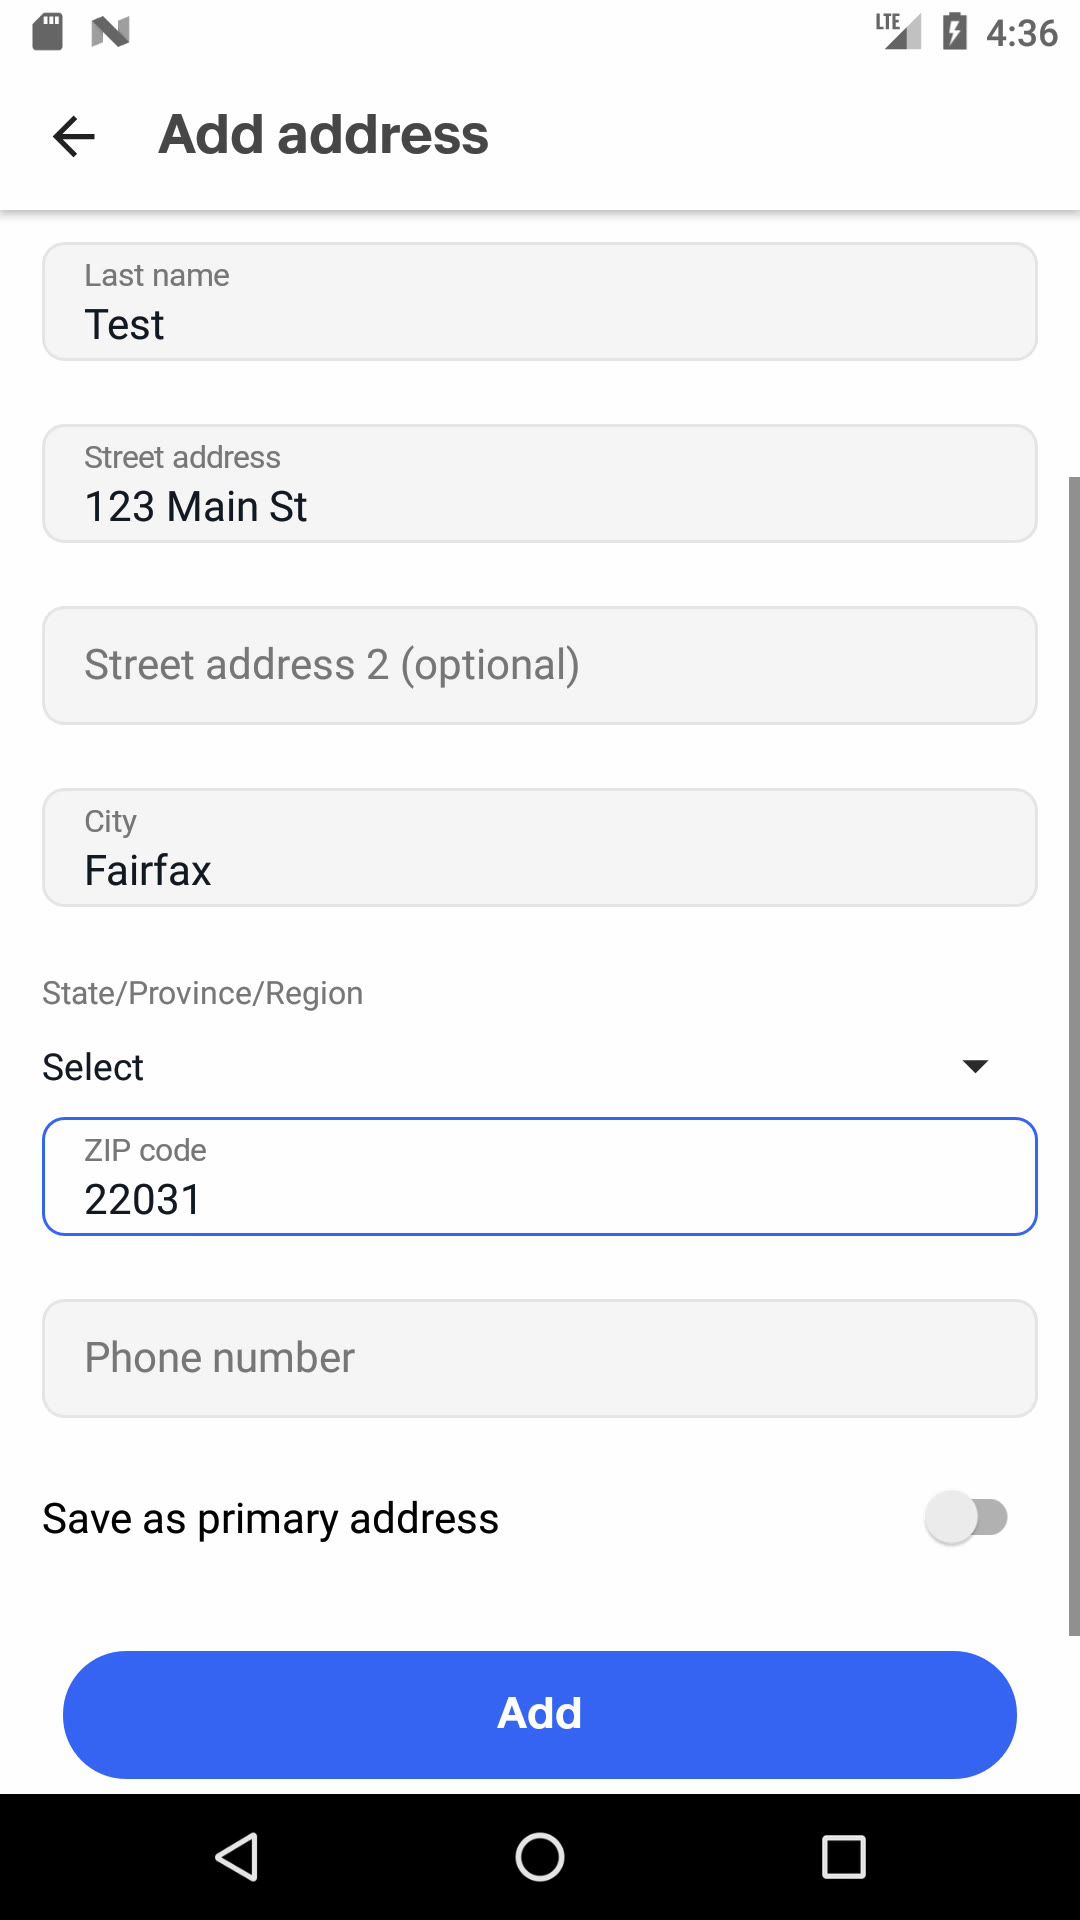 LTE 4:36
Add address
Last name
Test
Street address
123 Main St
Street address 2 (optional)
City
Fairfax
State/Province/Region
Select
ZIP code
22031
Phone number
Save as primary address
Add